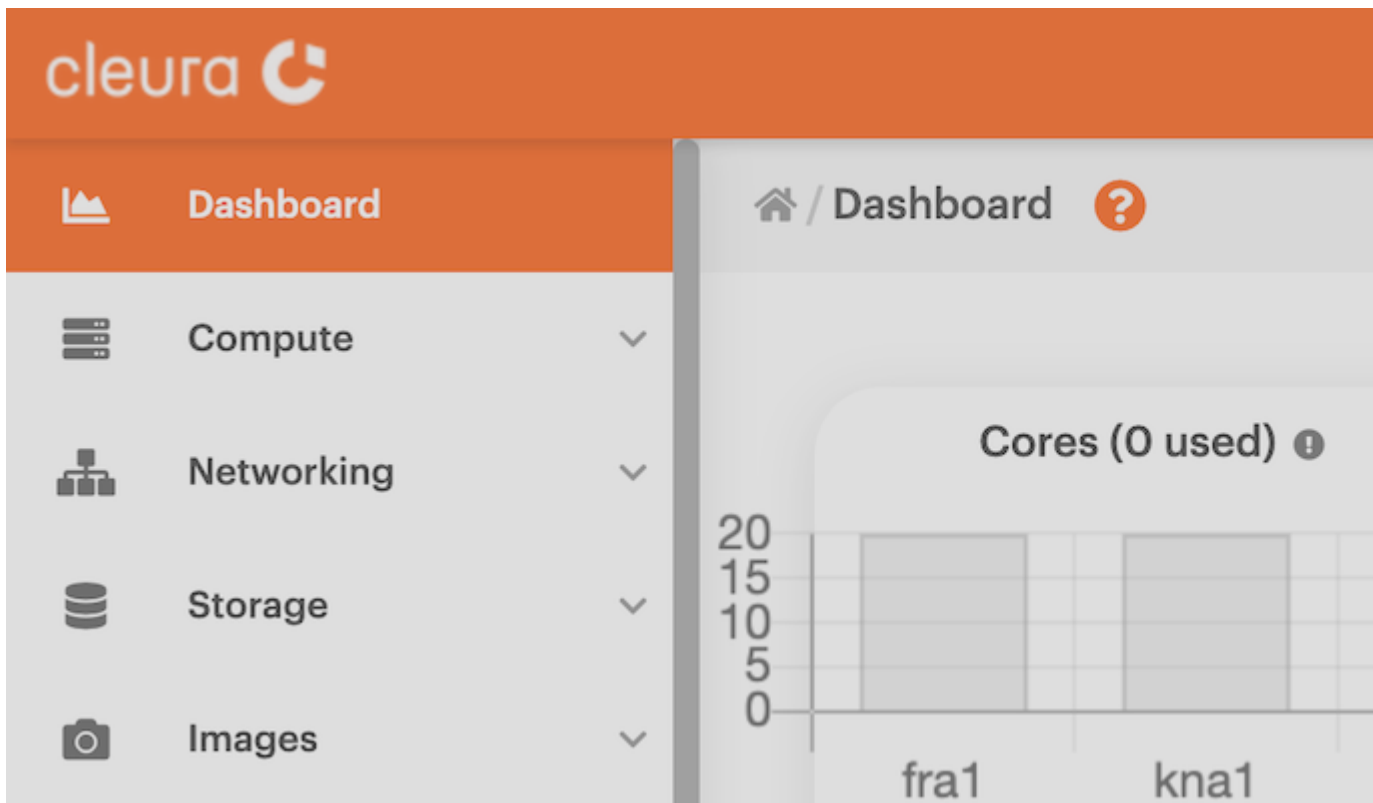 cleura
Dashboard
Compute
Networking
Storage
Images
/ Dashboard ?
Cores (0 used) !
20
15
10
5
0
fra1 kna1